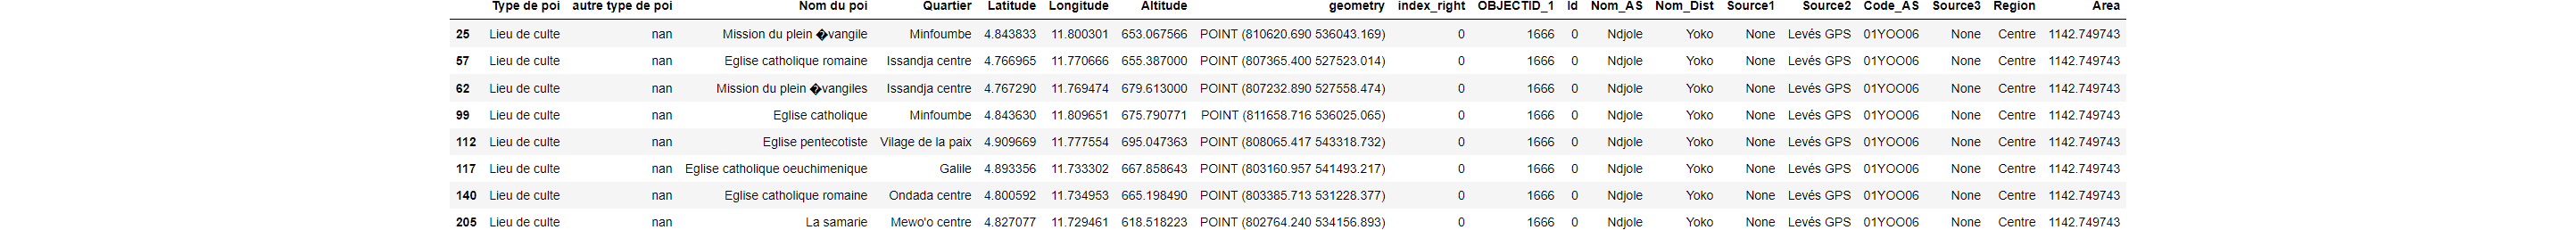 Type de poi autre type de poi Nom du poi Quartier Latitude Longitude Altitude geometry index_right OBJECTID_1 Id Nom_AS Nom_Dist Source1 Source2 Code_AS Source3 Region Area
25 Lieu de culte nan Mission du plein �vangile Minfoumbe 4.843833 11.800301 653.067566 POINT (810620.690 536043.169) 0 1666 0 Ndjole Yoko None Levés GPS 01YOO06 None Centre 1142.749743
57 Lieu de culte nan Eglise catholique romaine Issandja centre 4.766965 11.770666 655.387000 POINT (807365.400 527523.014) 0 1666 0 Ndjole Yoko None Levés GPS 01YOO06 None Centre 1142.749743
62 Lieu de culte nan Mission du plein �vangiles Issandja centre 4.767290 11.769474 679.613000 POINT (807232.890 527558.474) 0 1666 0 Ndjole Yoko None Levés GPS 01YOO06 None Centre 1142.749743
99 Lieu de culte nan Eglise catholique Minfoumbe 4.843630 11.809651 675.790771 POINT (811658.716 536025.065) 0 1666 0 Ndjole Yoko None Levés GPS 01YOO06 None Centre 1142.749743
112 Lieu de culte nan Eglise pentecotiste Vilage de la paix 4.909669 11.777554 695.047363 POINT (808065.417 543318.732) 0 1666 0 Ndjole Yoko None Levés GPS 01YOO06 None Centre 1142.749743
117 Lieu de culte nan Eglise catholique oeuchimenique Galile 4.893356 11.733302 667.858643 POINT (803160.957 541493.217) 0 1666 0 Ndjole Yoko None Levés GPS 01YOO06 None Centre 1142.749743
140 Lieu de culte nan Eglise catholique romaine Ondada centre 4.800592 11.734953 665.198490 POINT (803385.713 531228.377) 0 1666 0 Ndjole Yoko None Levés GPS 01YOO06 None Centre 1142.749743
205 Lieu de culte nan La samarie Mewo'o centre 4.827077 11.729461 618.518223 POINT (802764.240 534156.893) 0 1666 0 Ndjole Yoko None Levés GPS 01YOO06 None Centre 1142.749743